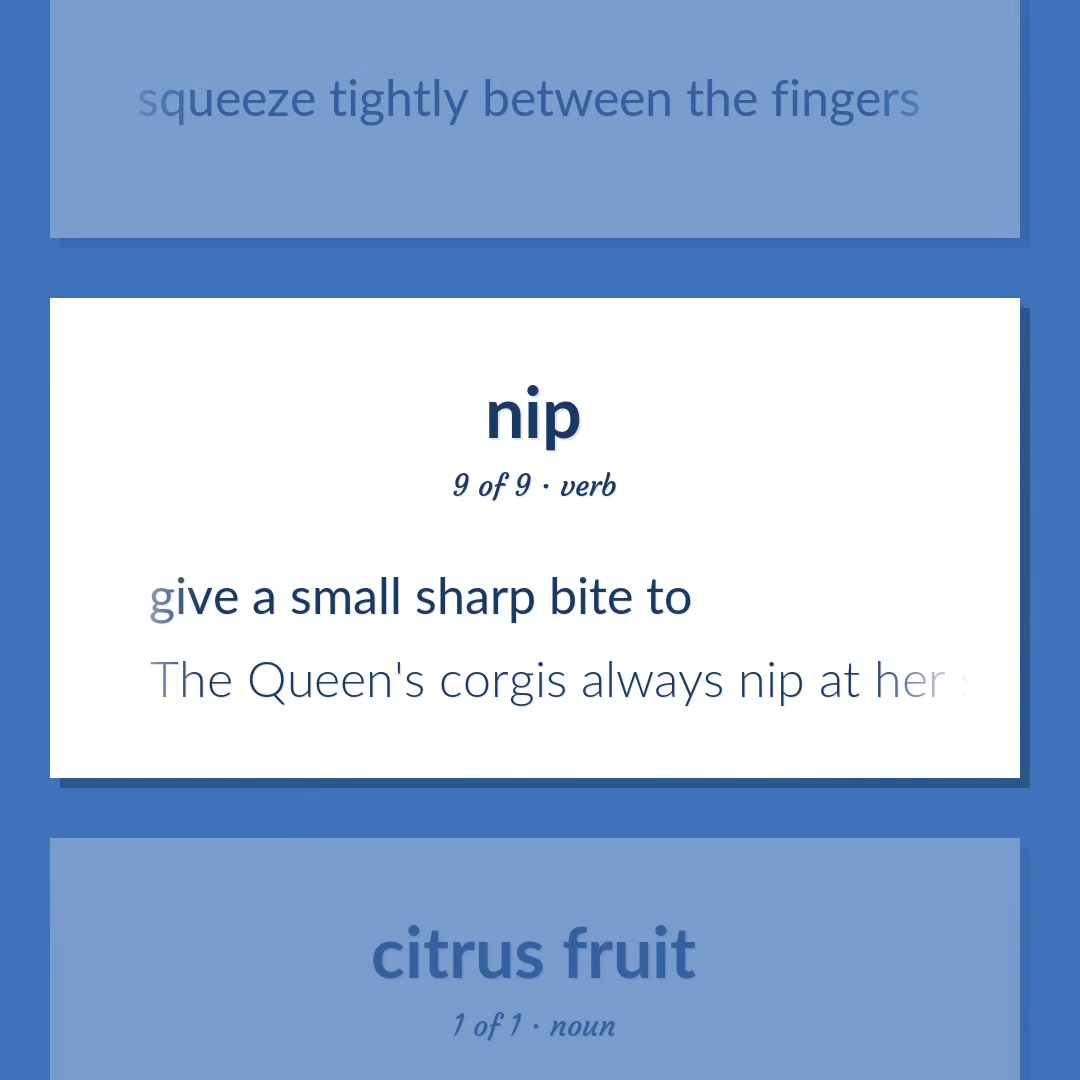 squeeze tightly between the fingers
nip
9 of 9 · verb
give a small sharp bite to
The Queen's corgis always nip at her
citrus fruit
1 of 1 · noun